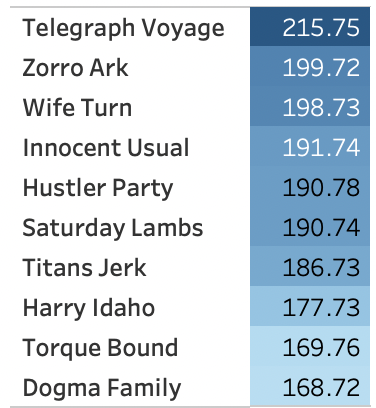 Telegraph Voyage 215.75
Zorro Ark 199.72
Wife Turn 198.73
Innocent Usual 191.74
Hustler Party 190.78
Saturday Lambs 190.74
Titans Jerk 186.73
Harry Idaho 177.73
Torque Bound 169.76
Dogma Family 168.72